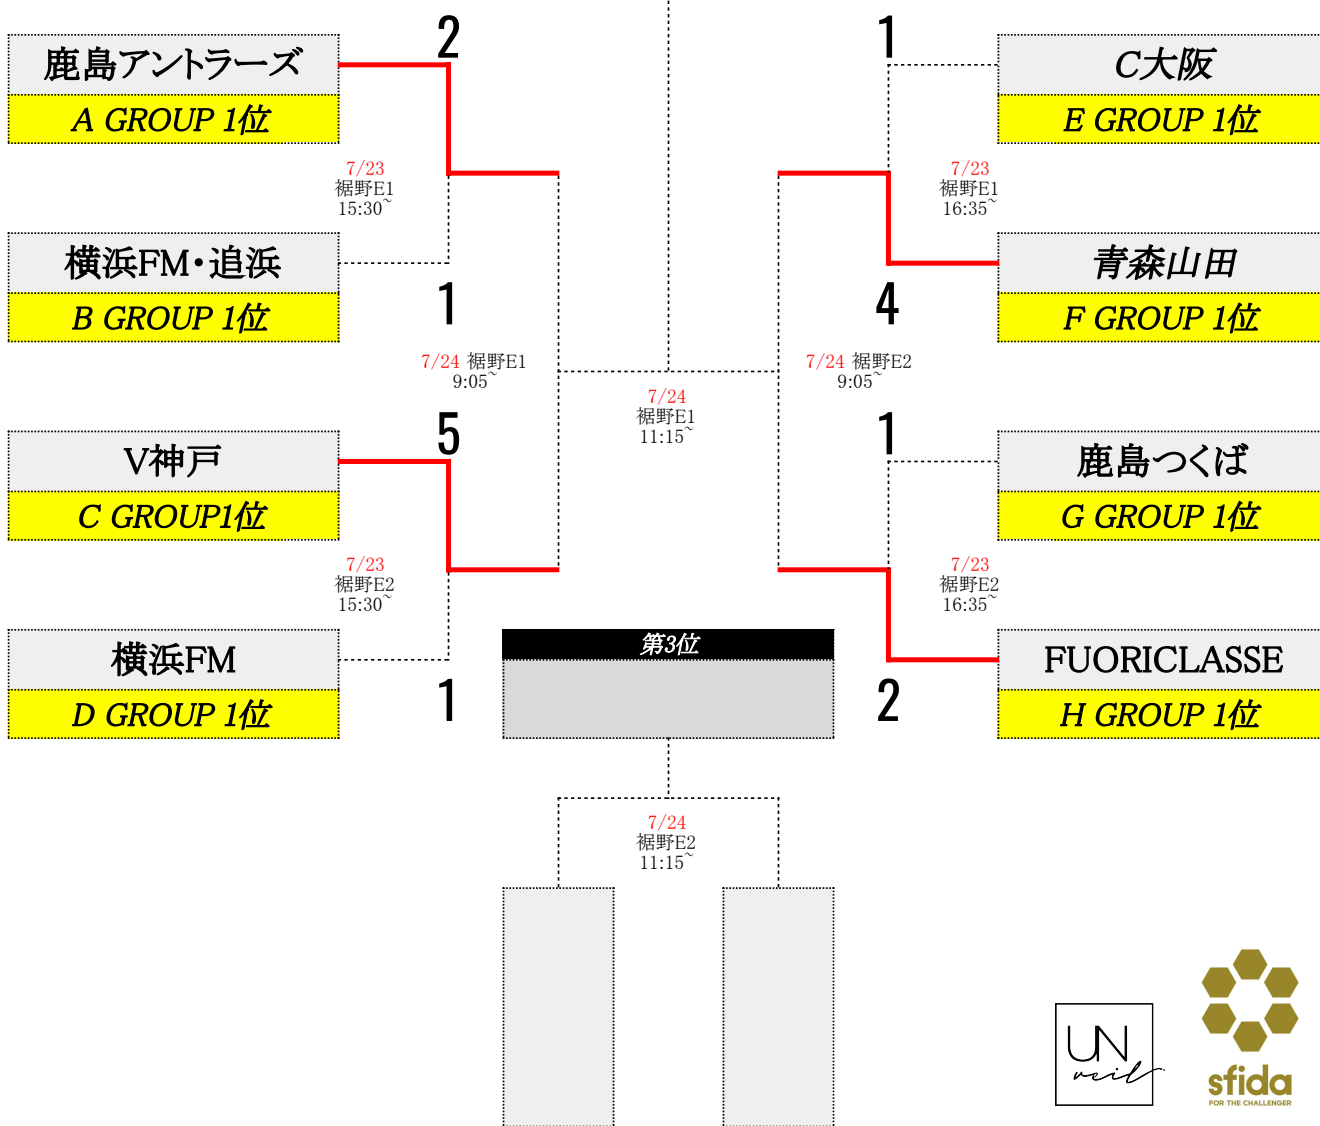 2
鹿島アントラーズ
A GROUP 1位
7/23
裾野E1
15:30~
横浜FM・追浜
B GROUP 1位
1
7/24 裾野E1
9:05~
5
V神戸
C GROUP1位
7/23
裾野E2
15:30~
横浜FM
D GROUP 1位
1
7/24
裾野E1
11:15~
1
C大阪
E GROUP 1位
7/23
裾野E1
16:35~
青森山田
F GROUP 1位
4
7/24 裾野E2
9:05~
1
鹿島つくば
G GROUP 1位
7/23
裾野E2
16:35~
FUORICLASSE
H GROUP 1位
2
第3位
7/24
裾野E2
11:15~
UN
veil
sfida
FOR THE CHALLENGER